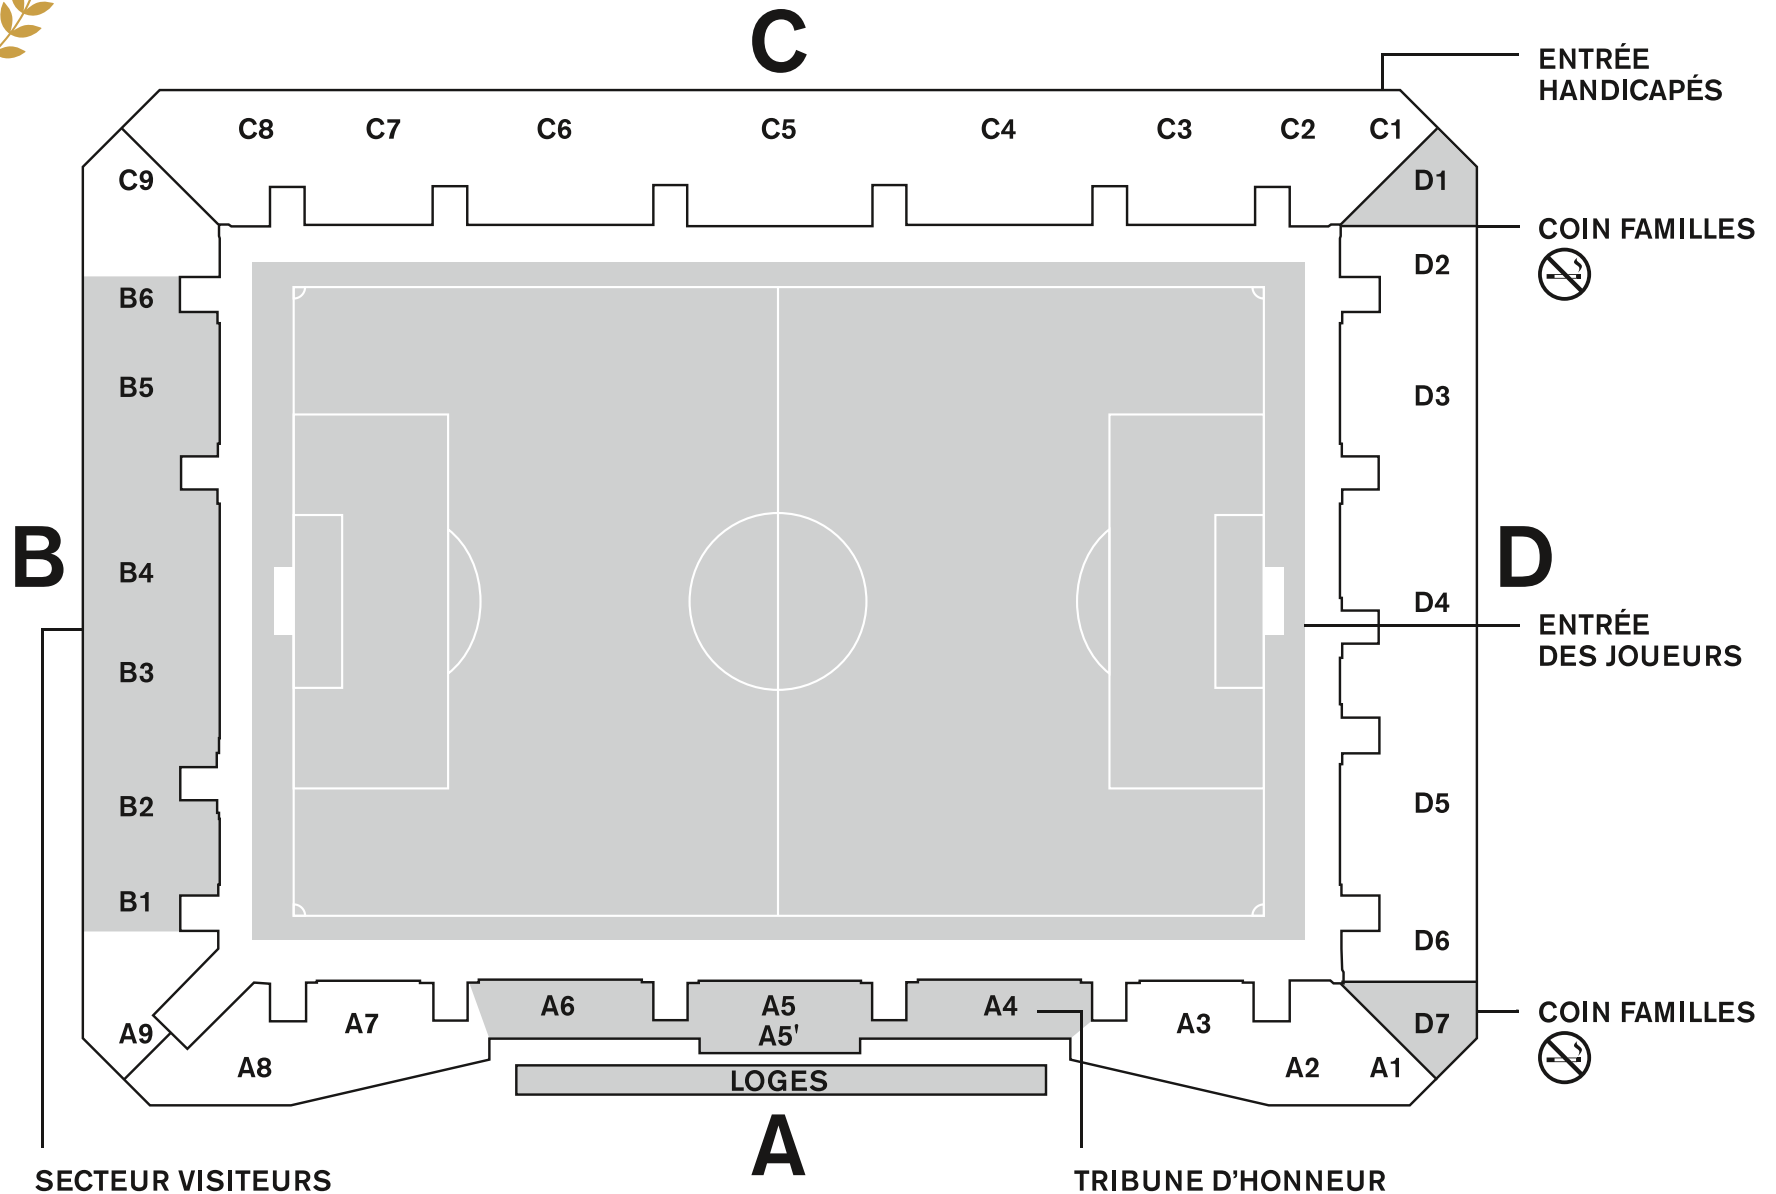 C
ENTRÉE
HANDICAPÉS
C8 C7 C6 C5 C4 C3 C2 C1
C9
D1
COIN FAMILLES
D2
B6
B5
D3
B
D
B4
D4
ENTRÉE
DES JOUEURS
B3
B2
D5
B1
D6
A9
A8
A7
A6
A5
A5'
A4
A3
A2
A1
D7
COIN FAMILLES
LOGES
A
SECTEUR VISITEURS
TRIBUNE D'HONNEUR